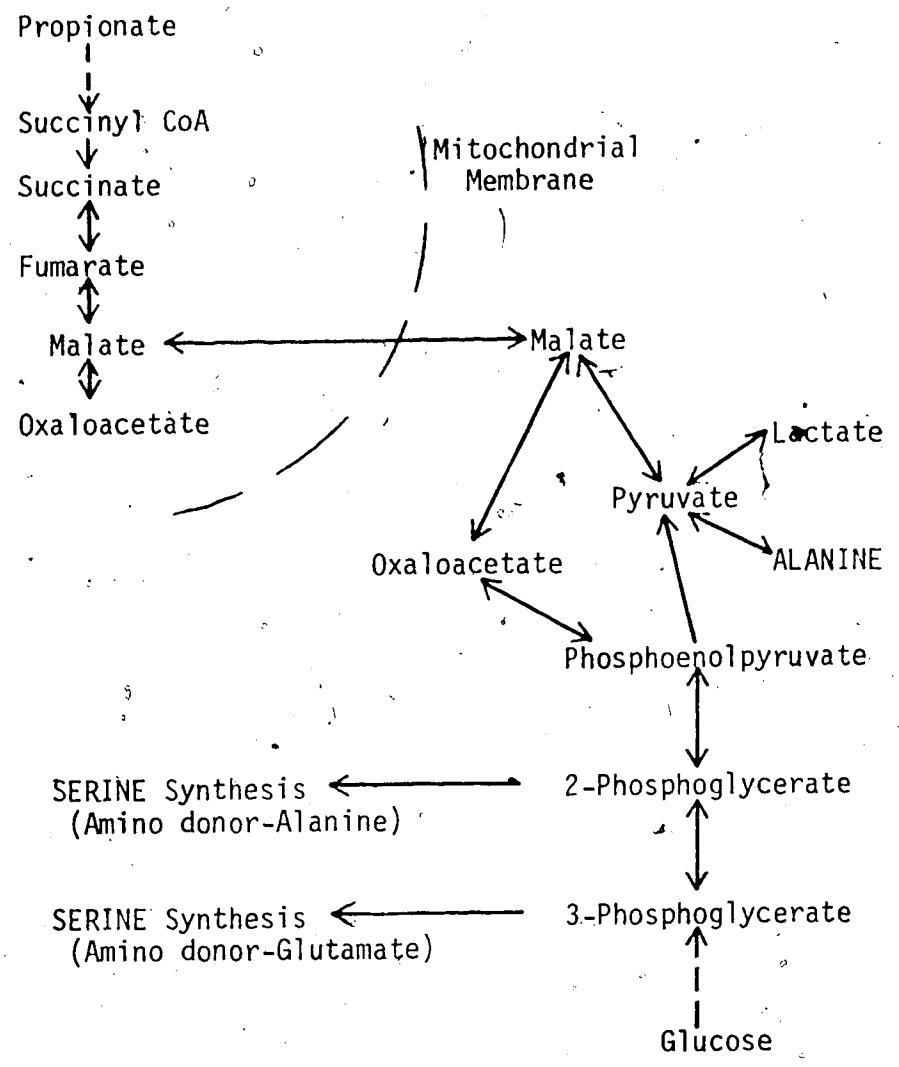 Propionate
Succinyl CoA
Mitochondrial
Membrane
Succinate
Fumarate
Malate
Malate
Oxaloacetate
Lactate
Pyruvate
Oxaloacetate
ALANINE
Phosphoenolpyruvate
SERINE Synthesis
(Amino donor-Alanine)
2-Phosphoglycerate
SERINE Synthesis
(Amino donor-Glutamate)
3-Phosphoglycerate
Glucose